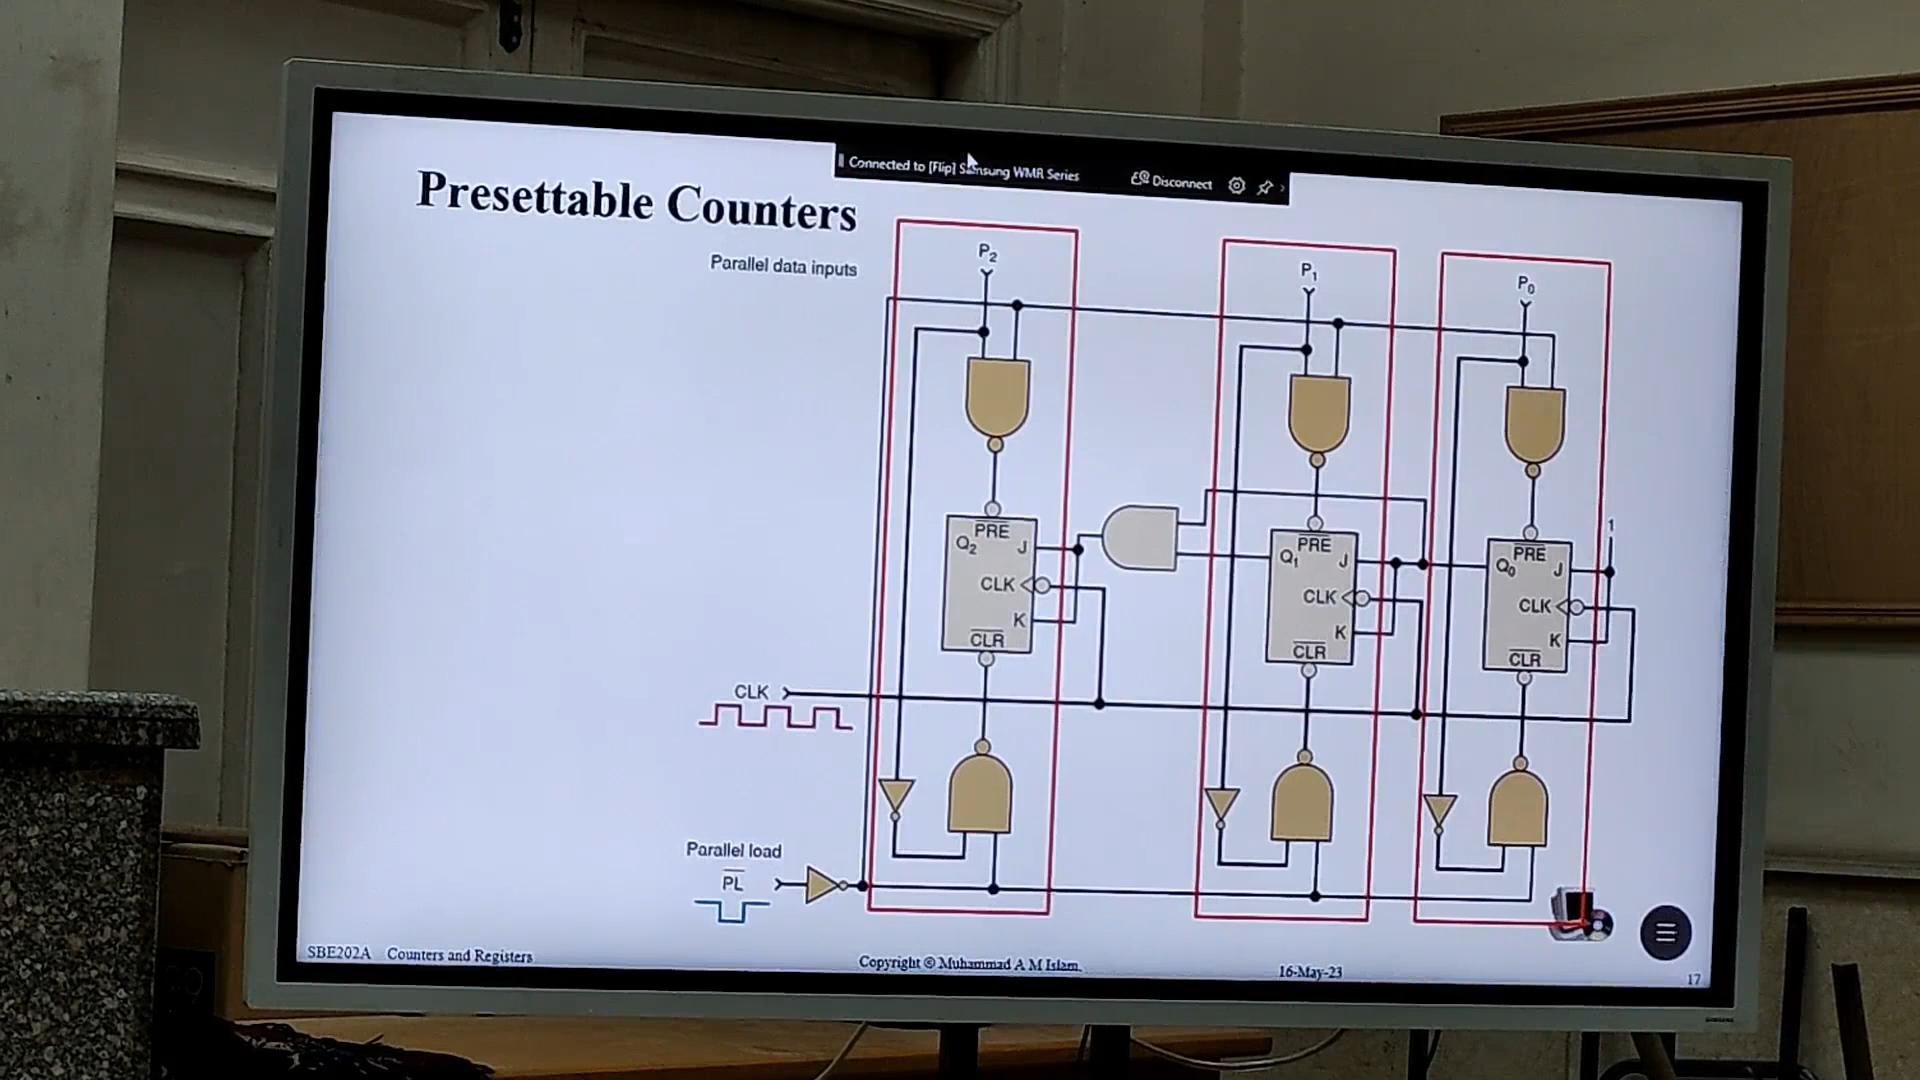 Connected to [Flip] Samsung WMR Series
Disconnect
Presettable Counters
Parallel data inputs
P2
P1
P0
1
PRE
Q2
J
CLK
K
CLR
PRE
Q1
J
CLK
K
CLR
PRE
Q0
J
CLK
K
CLR
CLK
Parallel load
PL
SBE202A Counters and Registers
Copyright © Muhammad A M Islam
16-May-23
17